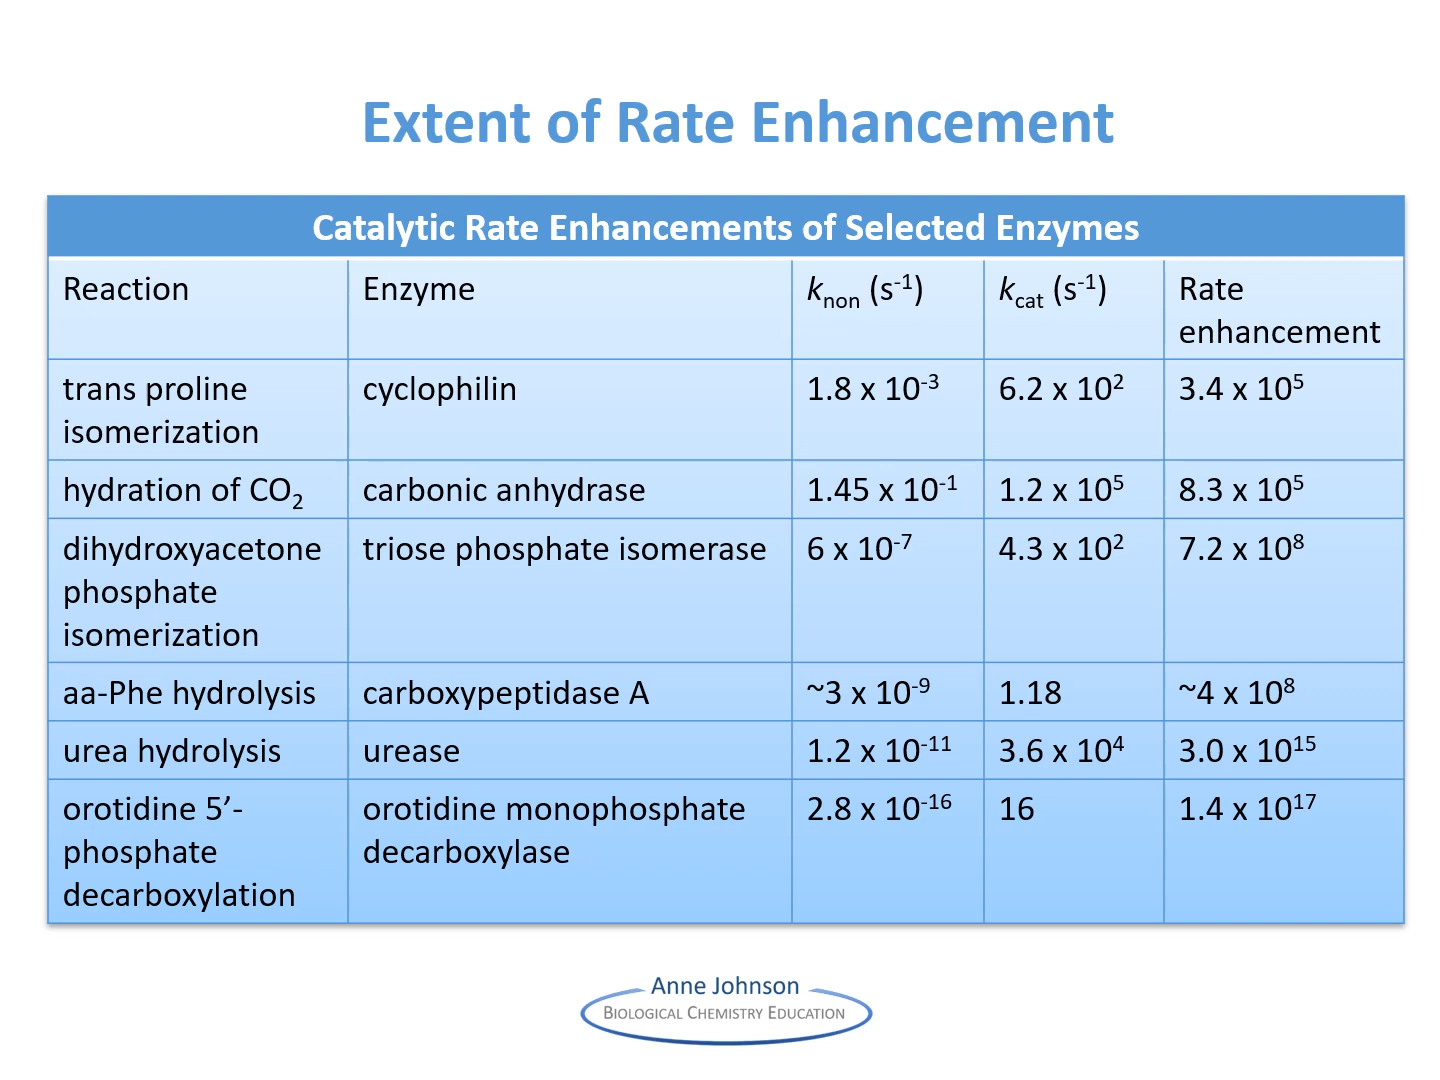 Extent of Rate Enhancement
Catalytic Rate Enhancements of Selected Enzymes
Reaction Enzyme k_non (s⁻¹) k_cat (s⁻¹) Rate
enhancement
trans proline cyclophilin 1.8 x 10⁻³ 6.2 x 10² 3.4 x 10⁵
isomerization
hydration of CO₂ carbonic anhydrase 1.45 x 10⁻¹ 1.2 x 10⁵ 8.3 x 10⁵
dihydroxyacetone triose phosphate isomerase 6 x 10⁻⁷ 4.3 x 10² 7.2 x 10⁸
phosphate
isomerization
aa-Phe hydrolysis carboxypeptidase A ~3 x 10⁻⁹ 1.18 ~4 x 10⁸
urea hydrolysis urease 1.2 x 10⁻¹¹ 3.6 x 10⁴ 3.0 x 10¹⁵
orotidine 5’- orotidine monophosphate 2.8 x 10⁻¹⁶ 16 1.4 x 10¹⁷
phosphate decarboxylase
decarboxylation
Anne Johnson
BIOLOGICAL CHEMISTRY EDUCATION